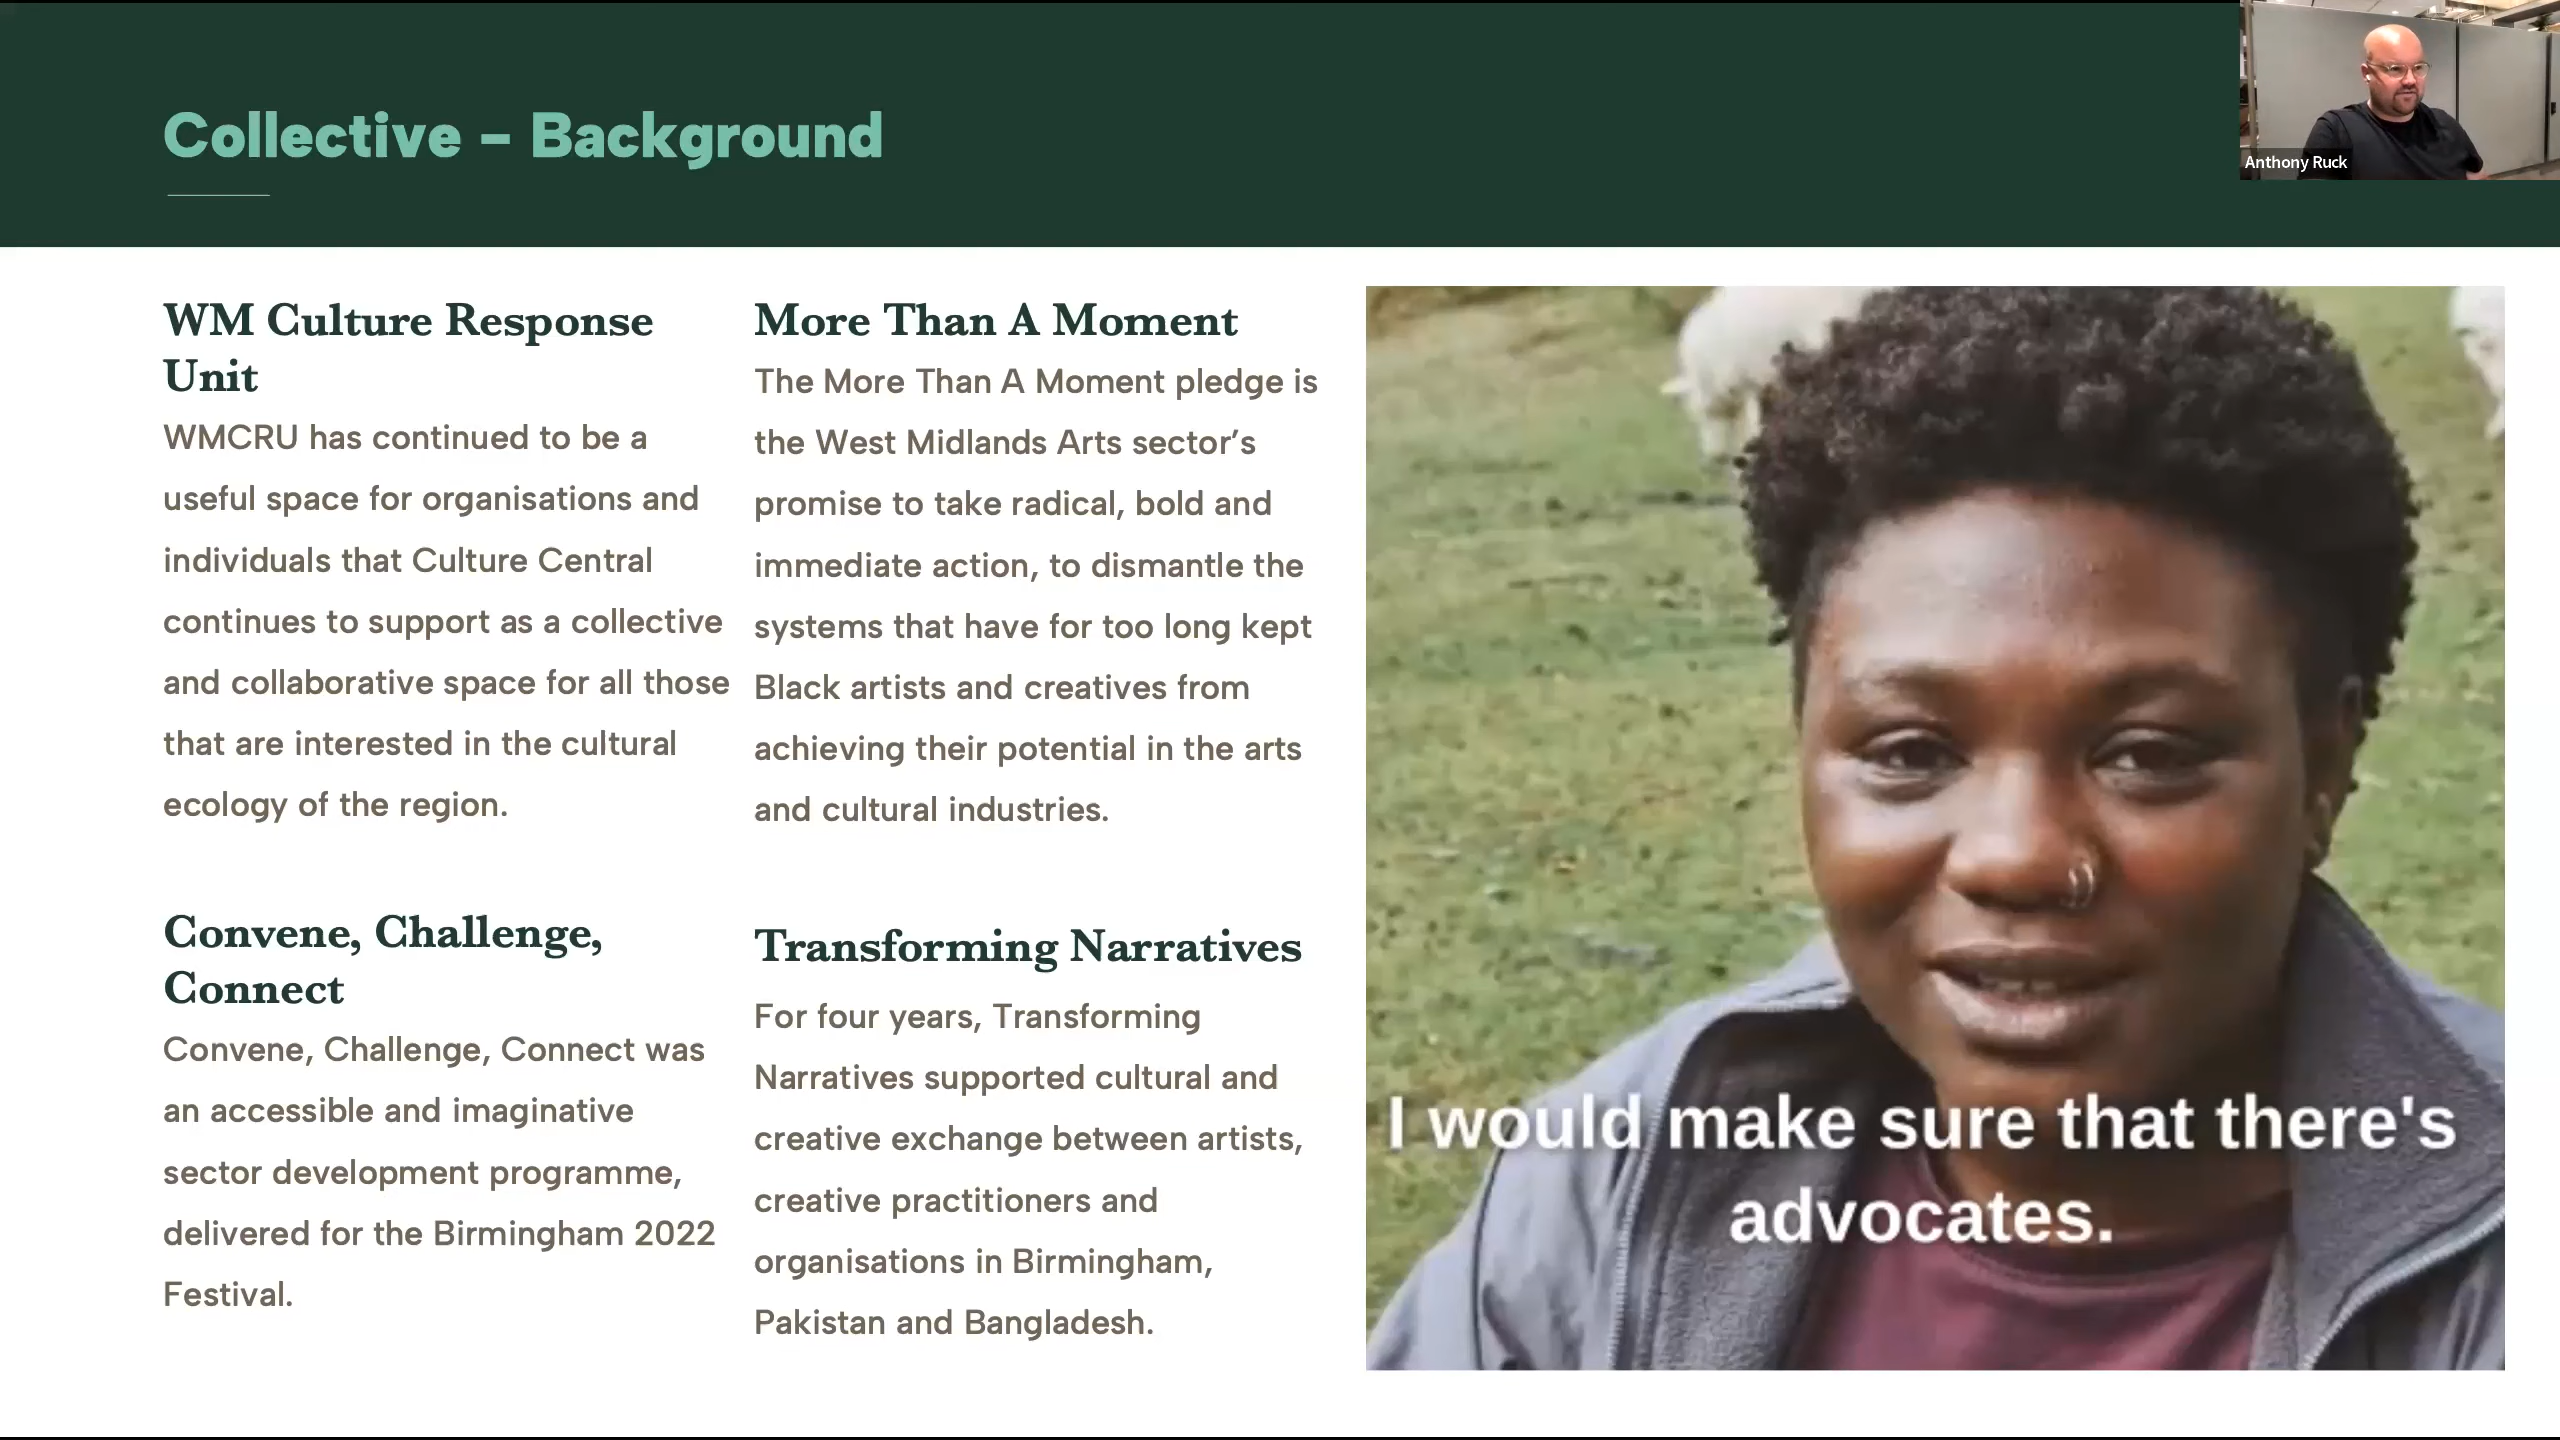 Collective – Background
Anthony Ruck
WM Culture Response
Unit
WMCRU has continued to be a
useful space for organisations and
individuals that Culture Central
continues to support as a collective
and collaborative space for all those
that are interested in the cultural
ecology of the region.
Convene, Challenge,
Connect
Convene, Challenge, Connect was
an accessible and imaginative
sector development programme,
delivered for the Birmingham 2022
Festival.
More Than A Moment
The More Than A Moment pledge is
the West Midlands Arts sector’s
promise to take radical, bold and
immediate action, to dismantle the
systems that have for too long kept
Black artists and creatives from
achieving their potential in the arts
and cultural industries.
Transforming Narratives
For four years, Transforming
Narratives supported cultural and
creative exchange between artists,
creative practitioners and
organisations in Birmingham,
Pakistan and Bangladesh.
I would make sure that there's
advocates.